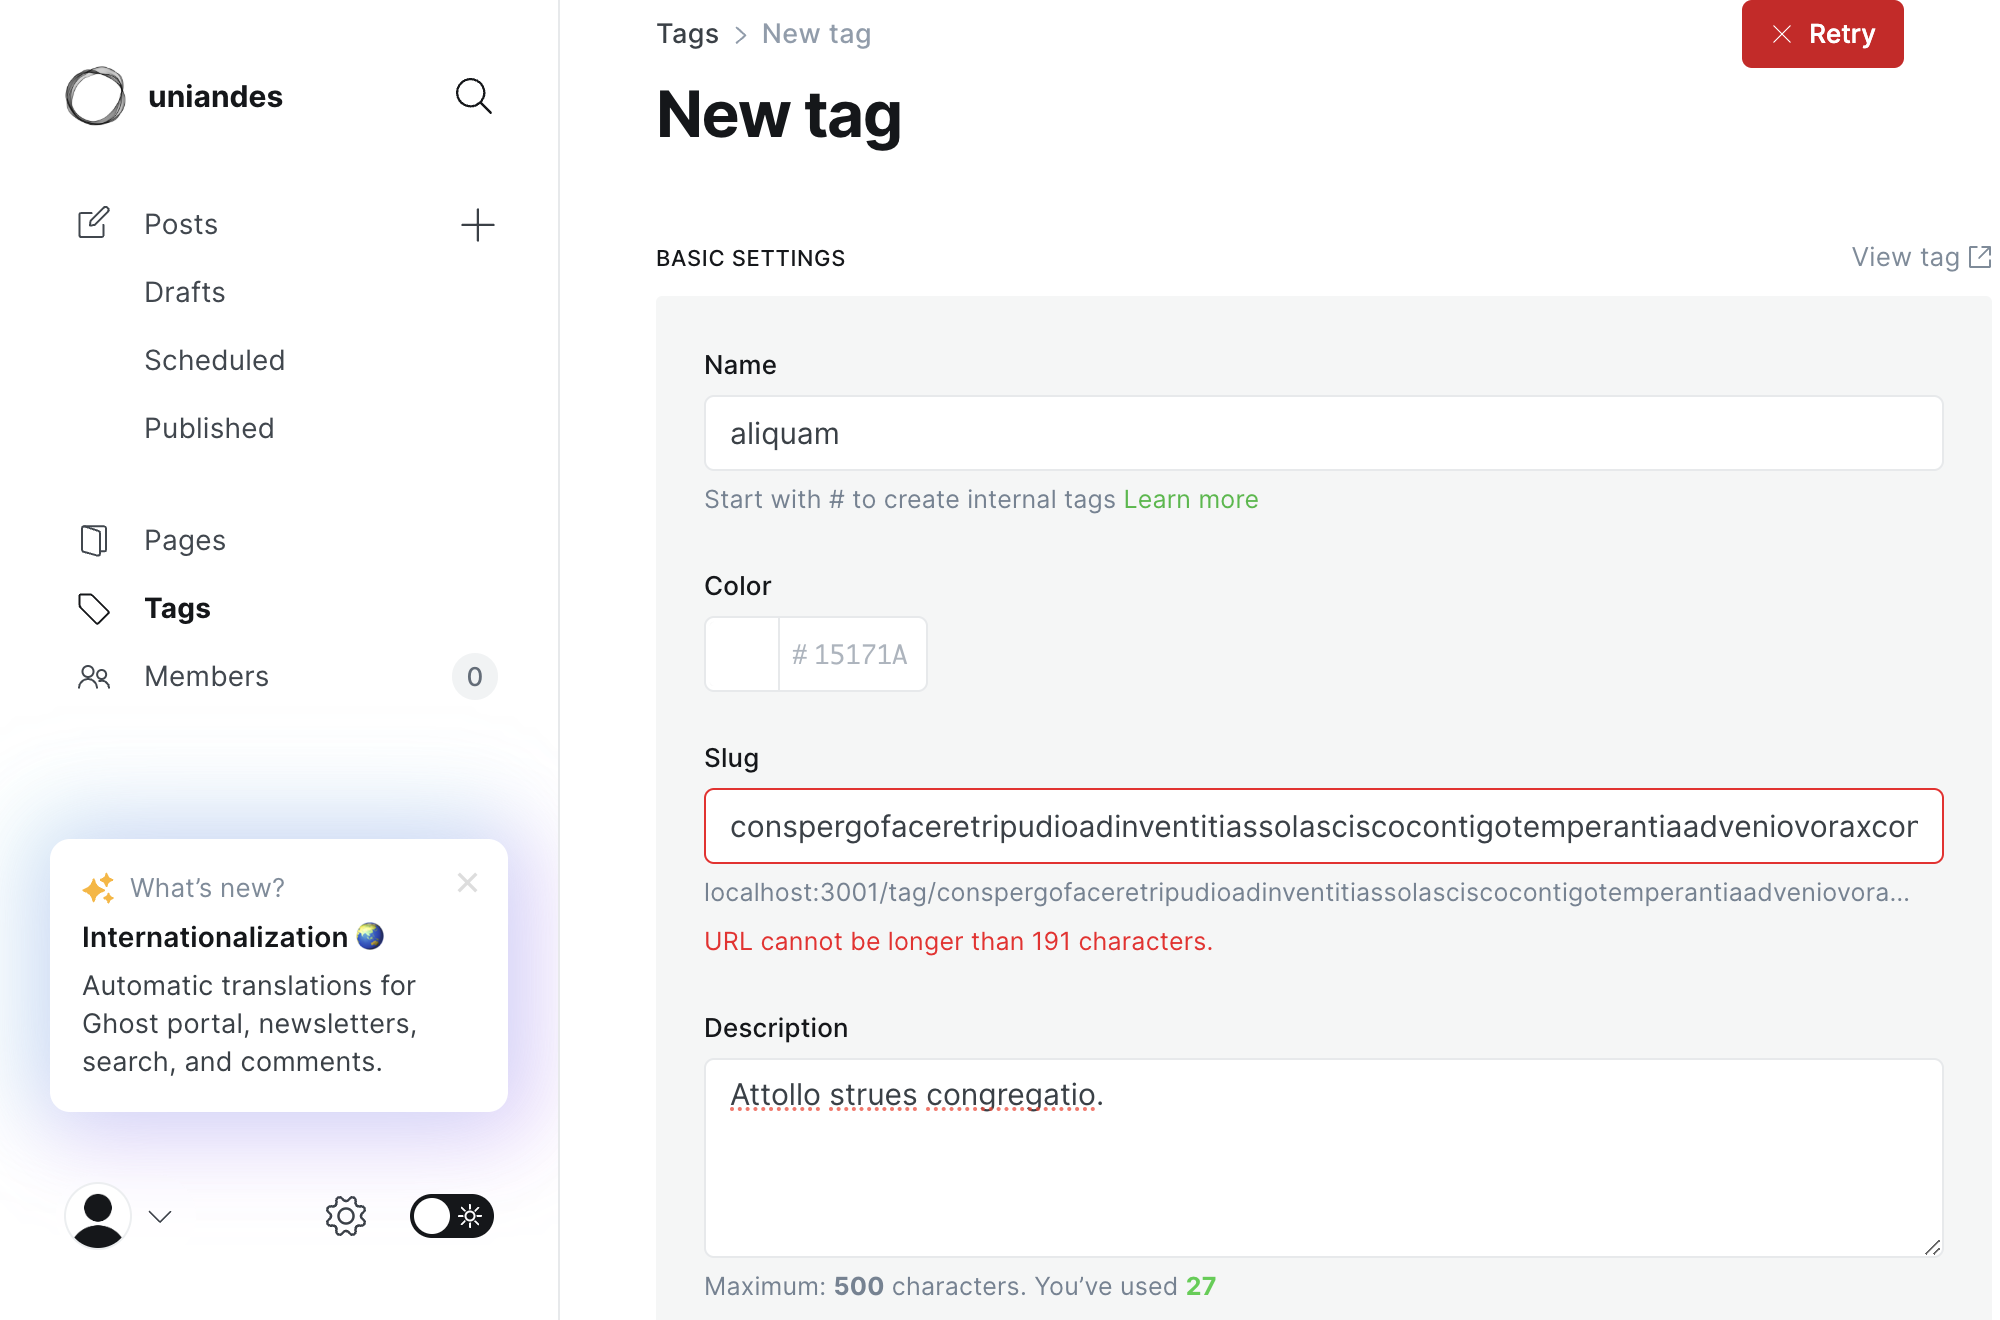 uniandes
Posts
Drafts
Scheduled
Published
Pages
Tags
Members
0
What's new?
Internationalization
Automatic translations for
Ghost portal, newsletters,
search, and comments.
Tags > New tag
Retry
New tag
BASIC SETTINGS
View tag
Name
aliquam
Start with # to create internal tags Learn more
Color
# 15171A
Slug
conspergofaceretripudioadinventitiassolasciscocontigotemperantiaadveniovoraxcor
localhost:3001/tag/conspergofaceretripudioadinventitiassolasciscocontigotemperantiaadveniovora...
URL cannot be longer than 191 characters.
Description
Attollo strues congregatio.
Maximum: 500 characters. You've used 27